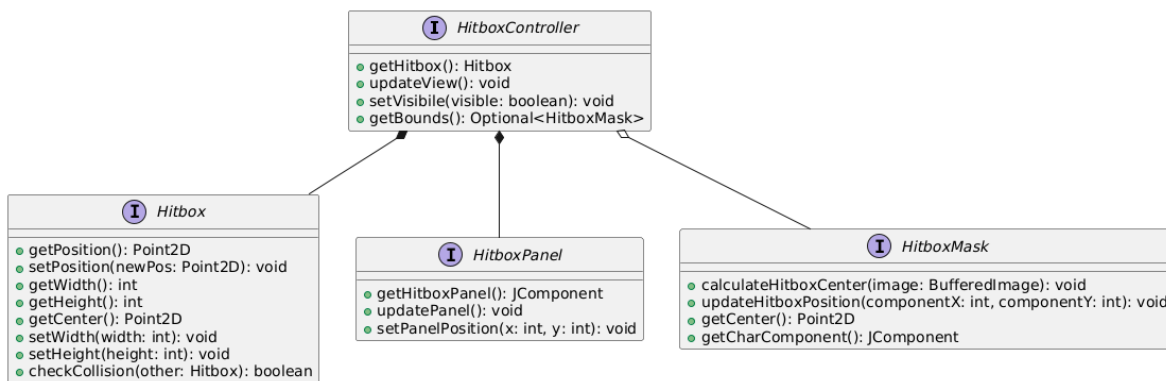 I HitboxController
getHitbox(): Hitbox
updateView(): void
setVisibile(visible: boolean): void
getBounds(): Optional<HitboxMask>
I Hitbox
getPosition(): Point2D
setPosition(newPos: Point2D): void
getWidth(): int
getHeight(): int
getCenter(): Point2D
setWidth(width: int): void
setHeight(height: int): void
checkCollision(other: Hitbox): boolean
I HitboxPanel
getHitboxPanel(): JComponent
updatePanel(): void
setPanelPosition(x: int, y: int): void
I HitboxMask
calculateHitboxCenter(image: BufferedImage): void
updateHitboxPosition(componentX: int, componentY: int): void
getCenter(): Point2D
getCharComponent(): JComponent